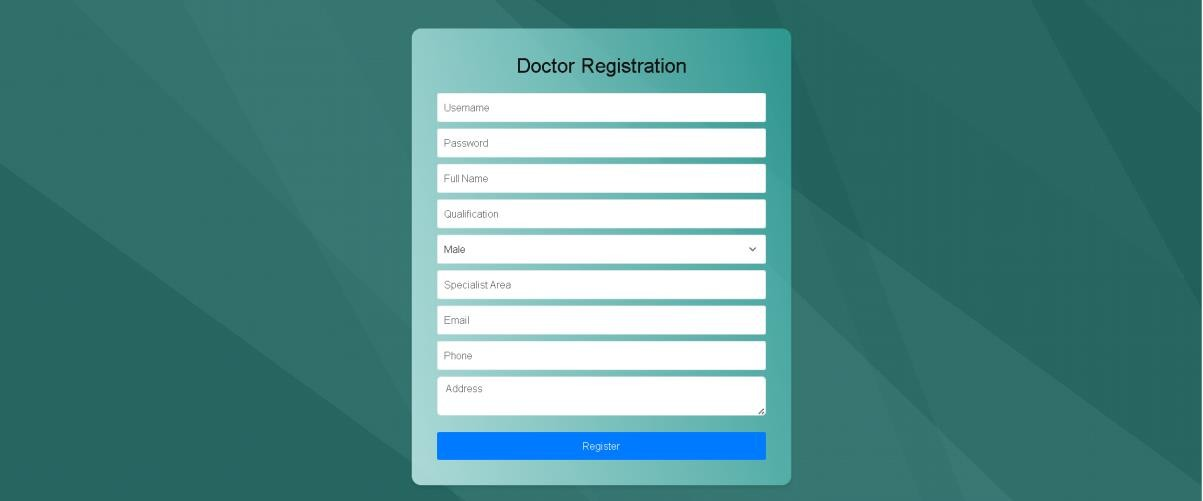 Doctor Registration
Username
Password
Full Name
Qualification
Male
Specialist Area
Email
Phone
Address
Register